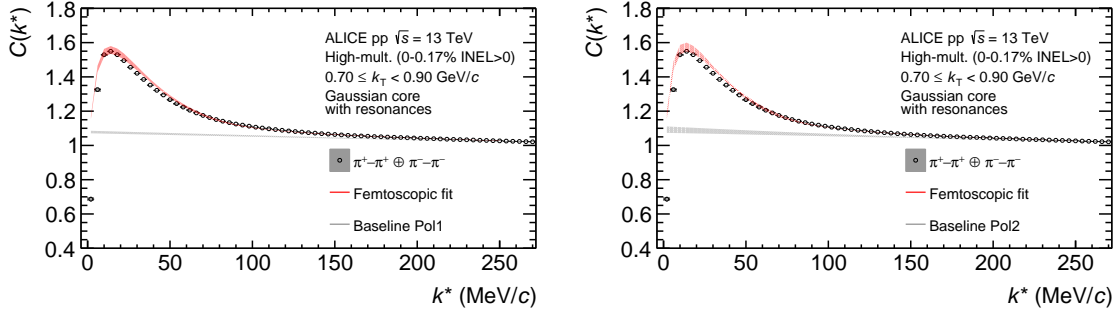 C(k*)
1.8
1.6
1.4
1.2
1.0
0.8
0.6
0.4
ALICE pp √s = 13 TeV
High-mult. (0-0.17% INEL>0)
0.70 ≤ kT < 0.90 GeV/c
Gaussian core
with resonances
π⁺–π⁺ ⊕ π⁻–π⁻
Femtoscopic fit
Baseline Pol1
0 50 100 150 200 250
k* (MeV/c)
C(k*)
1.8
1.6
1.4
1.2
1.0
0.8
0.6
0.4
ALICE pp √s = 13 TeV
High-mult. (0-0.17% INEL>0)
0.70 ≤ kT < 0.90 GeV/c
Gaussian core
with resonances
π⁺–π⁺ ⊕ π⁻–π⁻
Femtoscopic fit
Baseline Pol2
0 50 100 150 200 250
k* (MeV/c)